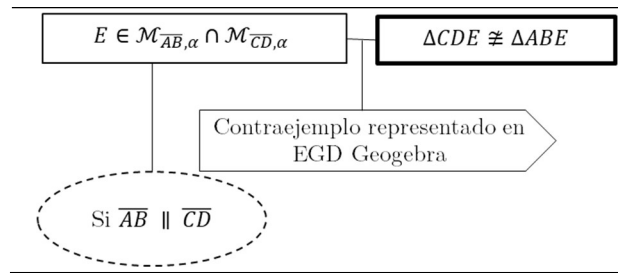 E ∈ ℳ_{\overline{AB},α} ∩ ℳ_{\overline{CD},α}
ΔCDE ≇ ΔABE
Contraejemplo representado en
EGD Geogebra
Si \overline{AB} ∥ \overline{CD}